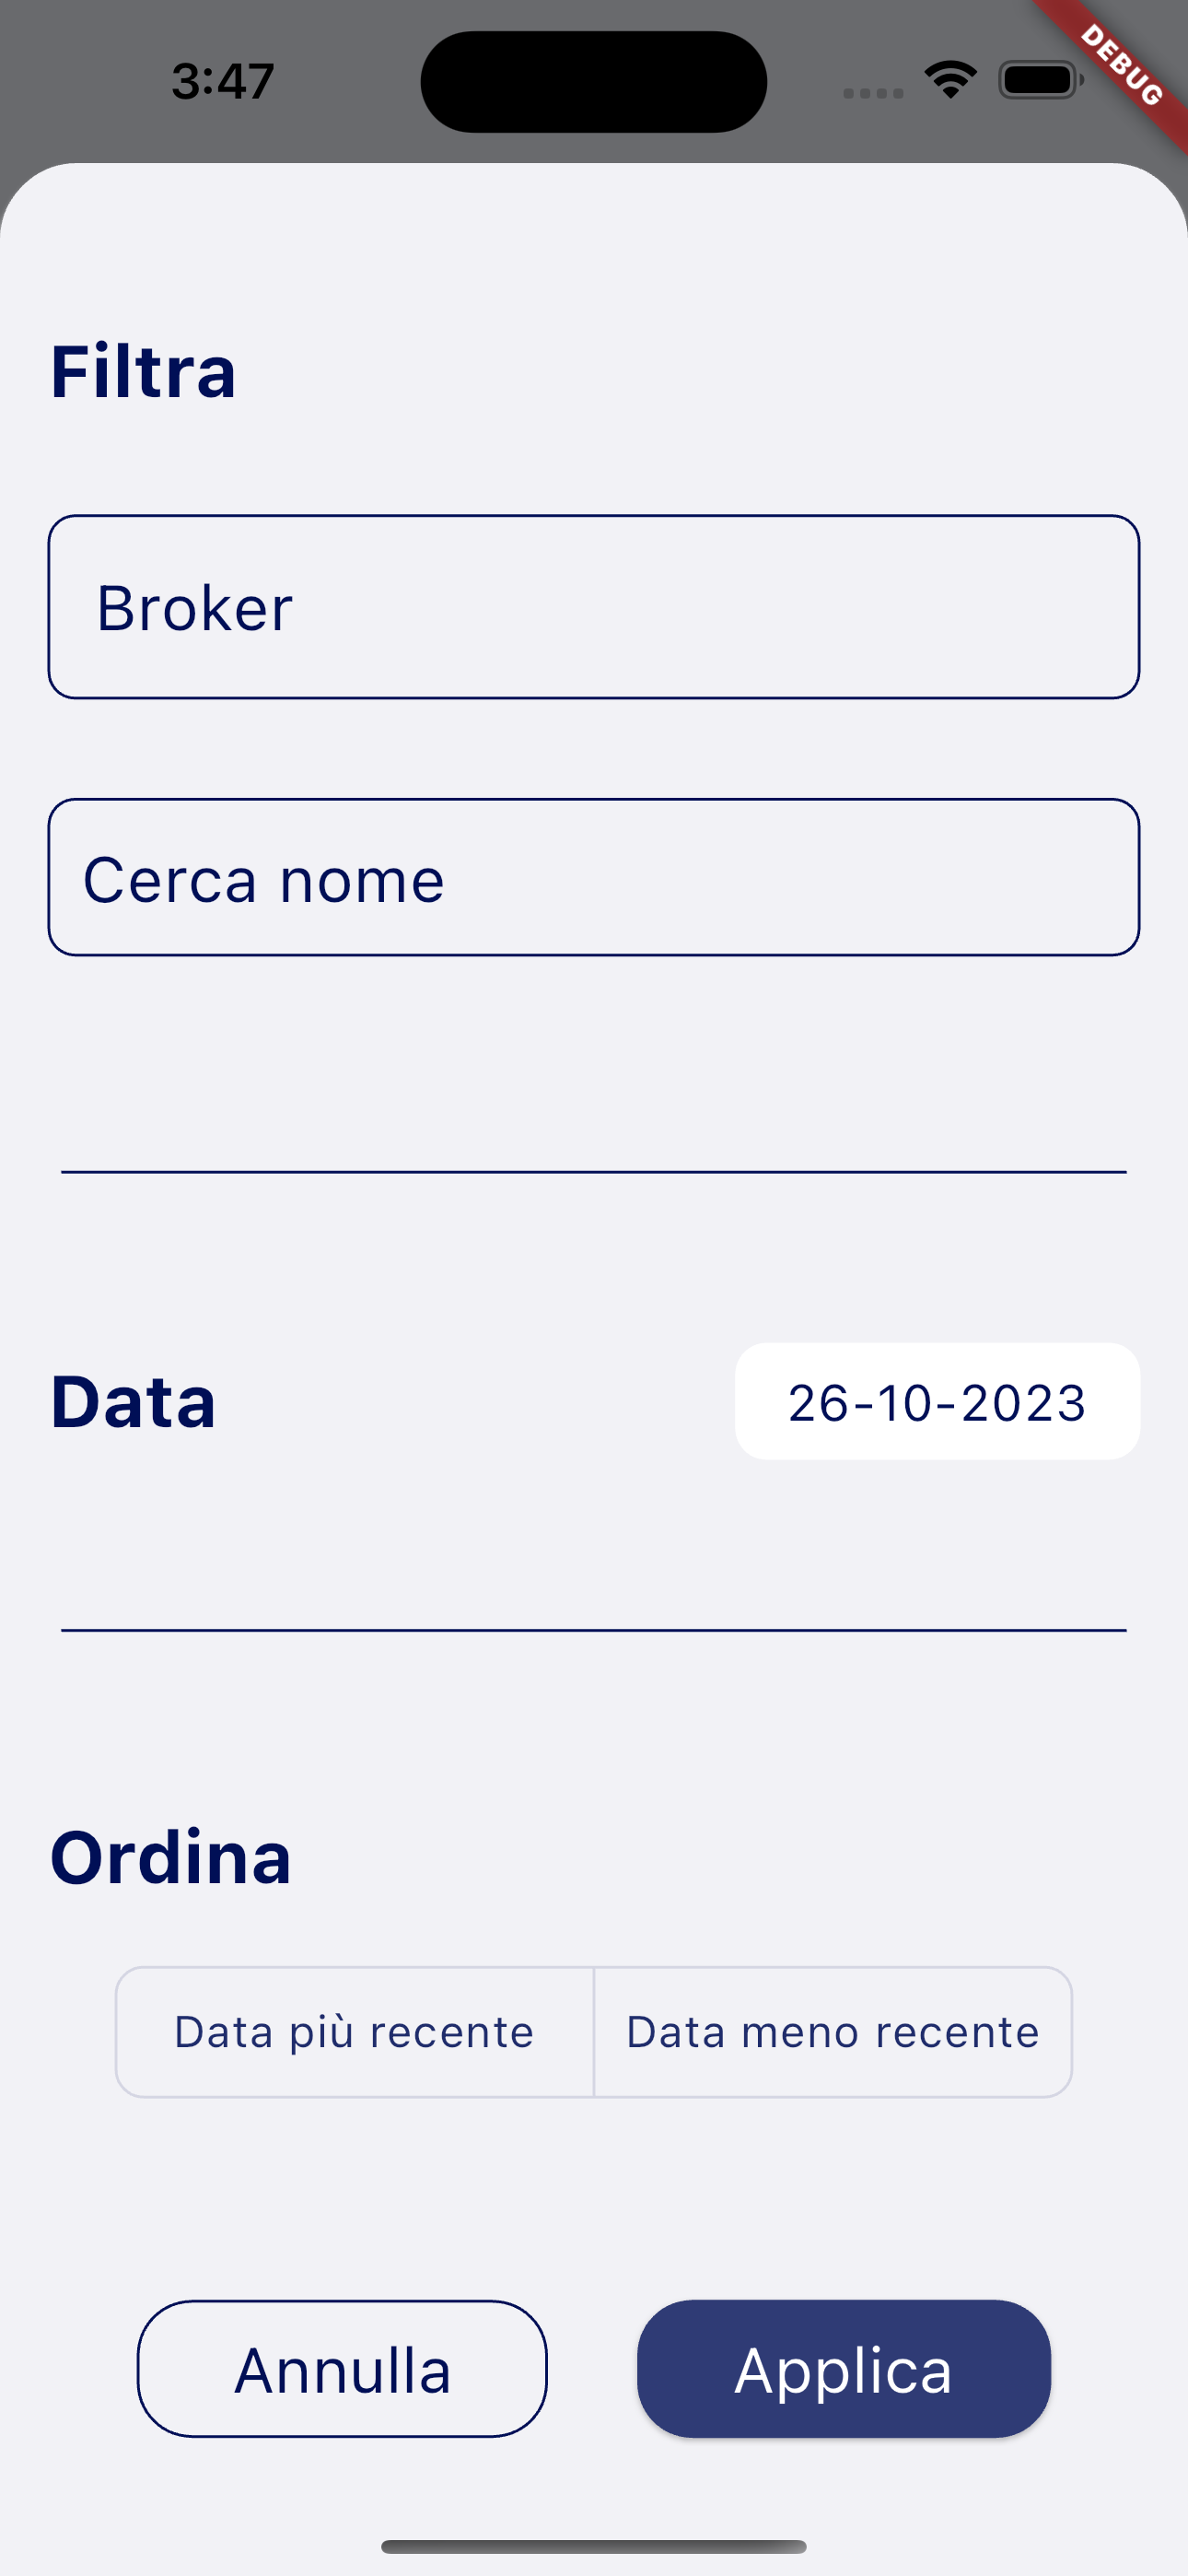 3:47
DEBUG
Filtra
Broker
Cerca nome
Data
26-10-2023
Ordina
Data più recente
Data meno recente
Annulla
Applica